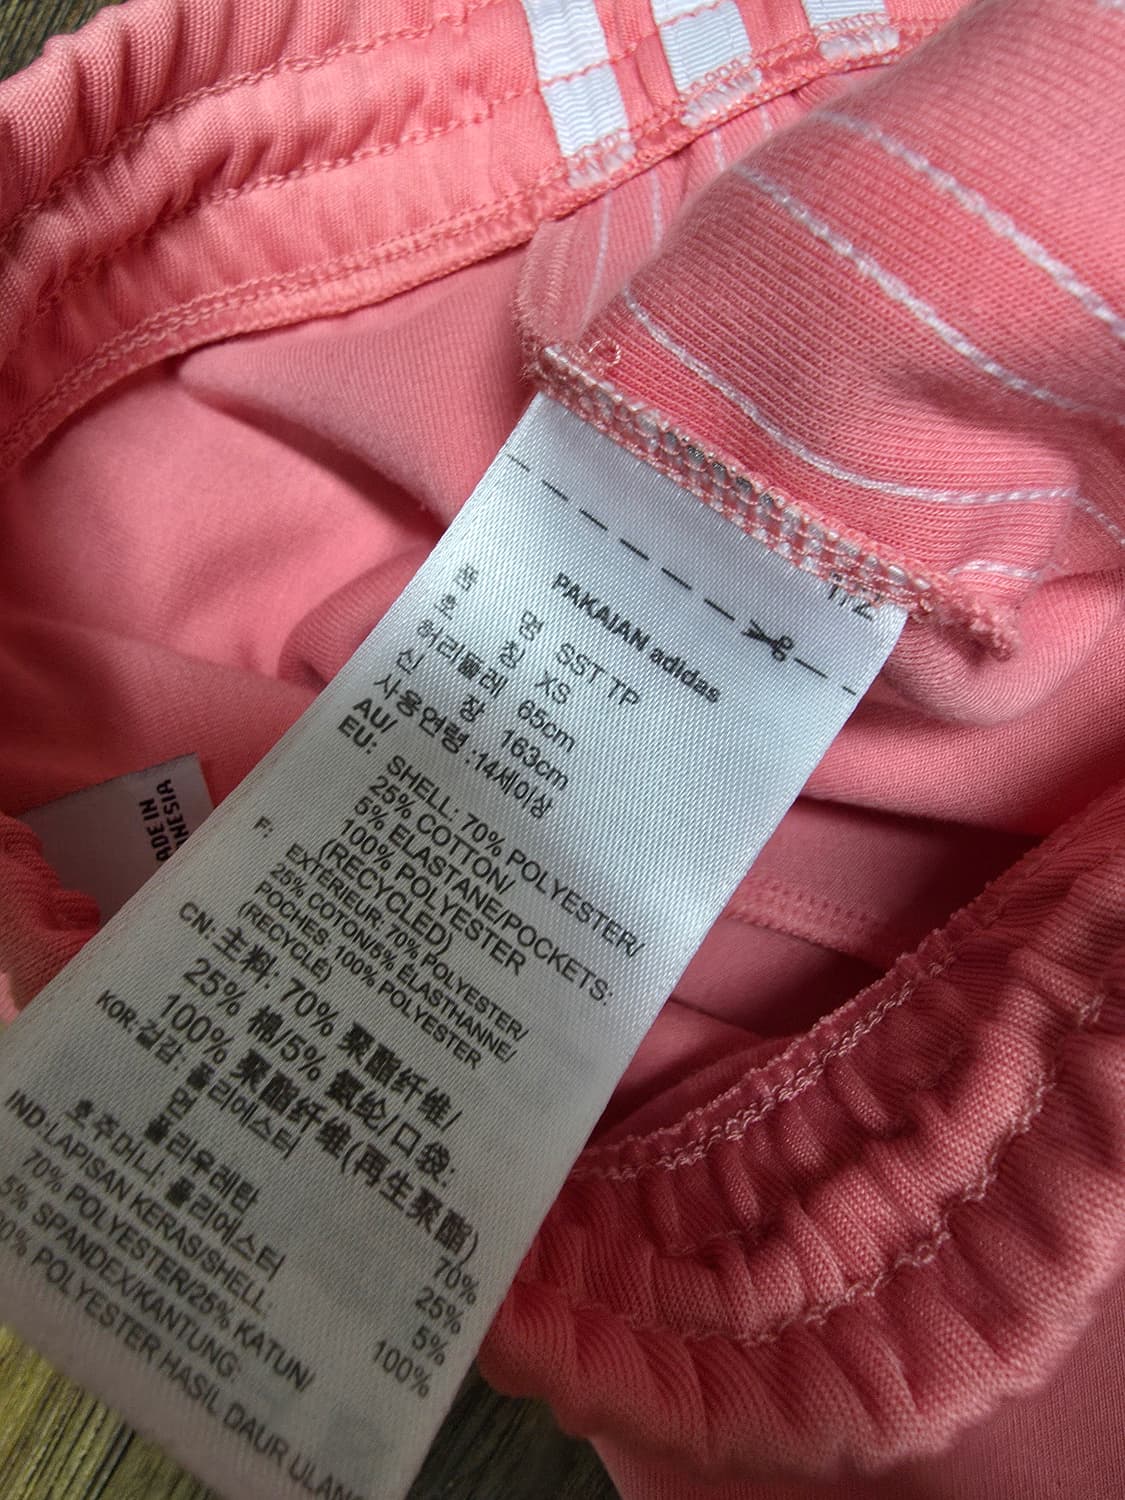 1/2
PAKAIAN adidas
품 명 SST TP
호 칭 XS
허리둘레 65cm
신 장 163cm
사용연령 :14세이상
AU/
EU: SHELL: 70% POLYESTER/
25% COTTON/
5% ELASTANE/POCKETS:
100% POLYESTER
(RECYCLED)
F: EXTÉRIEUR, 70% POLYESTER/
25% COTON/5% ÉLASTHANNE/
POCHES, 100% POLYESTER
(RECYCLÉ)
CN: 主料: 70% 聚酯纤维/
25% 棉/5% 氨纶/口袋:
100% 聚酯纤维(再生聚酯)
KOR: 겉감: 폴리에스터 70%
면 25%
폴리우레탄 5%
호주머니: 폴리에스터 100%
IND:LAPISAN KERAS/SHELL:
70% POLYESTER/25% KATUN/
5% SPANDEX/KANTUNG:
POLYESTER HASIL DAUR
MADE IN